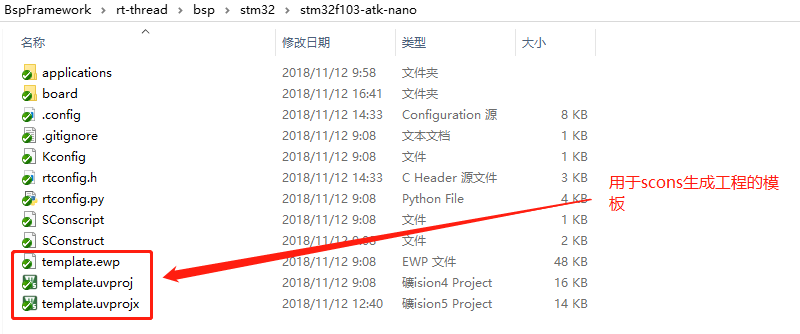 BspFramework > rt-thread > bsp > stm32 > stm32f103-atk-nano
名称 修改日期 类型 大小
applications 2018/11/12 9:58 文件夹
board 2018/11/12 16:41 文件夹
.config 2018/11/12 14:33 Configuration 源 8 KB
.gitignore 2018/11/12 9:08 文本文档 1 KB
Kconfig 2018/11/12 9:08 文件 1 KB
rtconfig.h 2018/11/12 14:33 C Header 源文件 3 KB
rtconfig.py 2018/11/12 9:08 Python File 4 KB
SConscript 2018/11/12 9:08 文件 1 KB
SConstruct 2018/11/12 9:08 文件 2 KB
template.ewp 2018/11/12 9:08 EWP 文件 48 KB
template.uvproj 2018/11/12 9:08 礦ision4 Project 16 KB
template.uvprojx 2018/11/12 12:40 礦ision5 Project 14 KB
用于scons生成工程的模
板